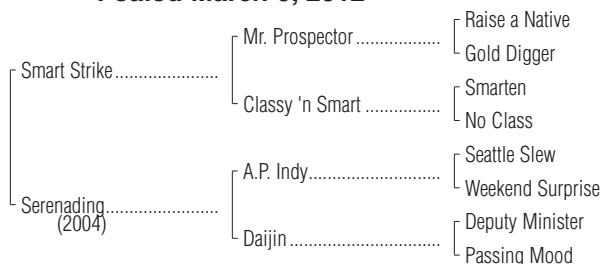 Foaled March 2012
Raise a Native
Mr. Prospector ..................
Gold Digger
Smart Strike ......................
Smarten
Classy 'n Smart ................
No Class
Seattle Slew
A.P. Indy............................
Weekend Surprise
Serenading........................
(2004)
Deputy Minister
Daijin ................................
Passing Mood